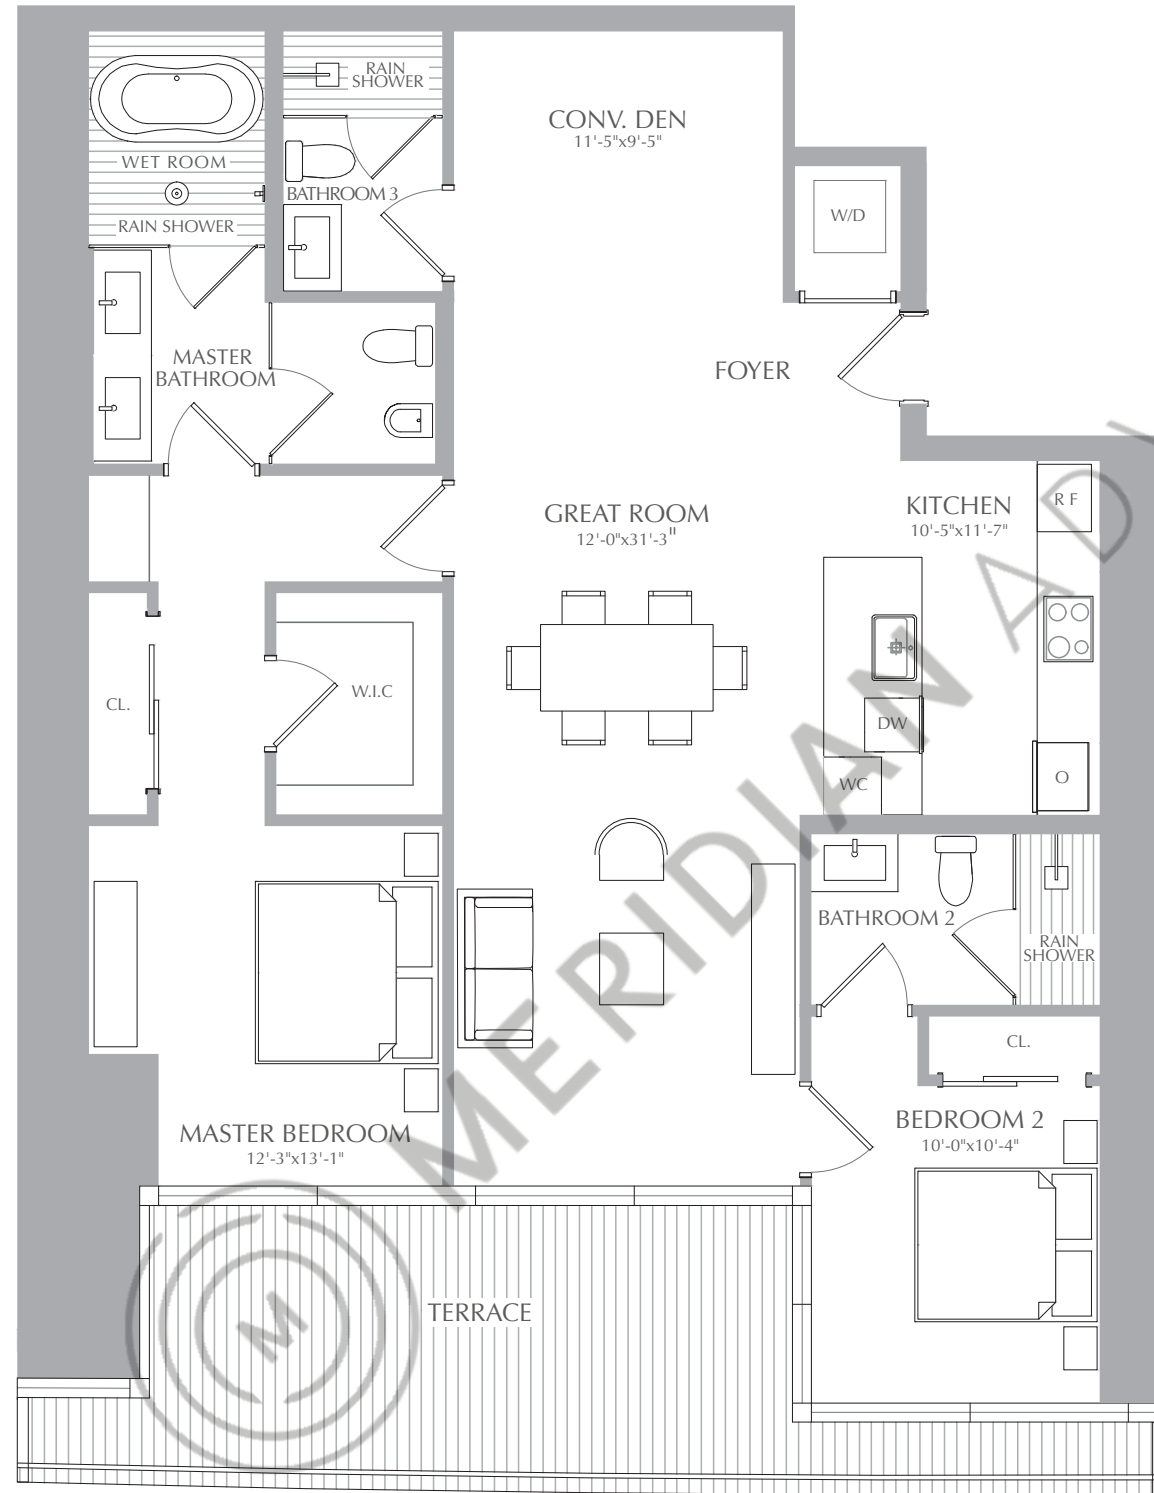 RAIN
SHOWER
CONV. DEN
11'-5"x9'-5"
WET ROOM
BATHROOM 3
W/D
RAIN SHOWER
MASTER
BATHROOM
FOYER
GREAT ROOM
12'-0"x31'-3"
KITCHEN
10'-5"x11'-7"
R F
W.I.C
CL.
DW
WC
O
BATHROOM 2
RAIN
SHOWER
CL.
MASTER BEDROOM
12'-3"x13'-1"
BEDROOM 2
10'-0"x10'-4"
TERRACE
M
MERIDIAN